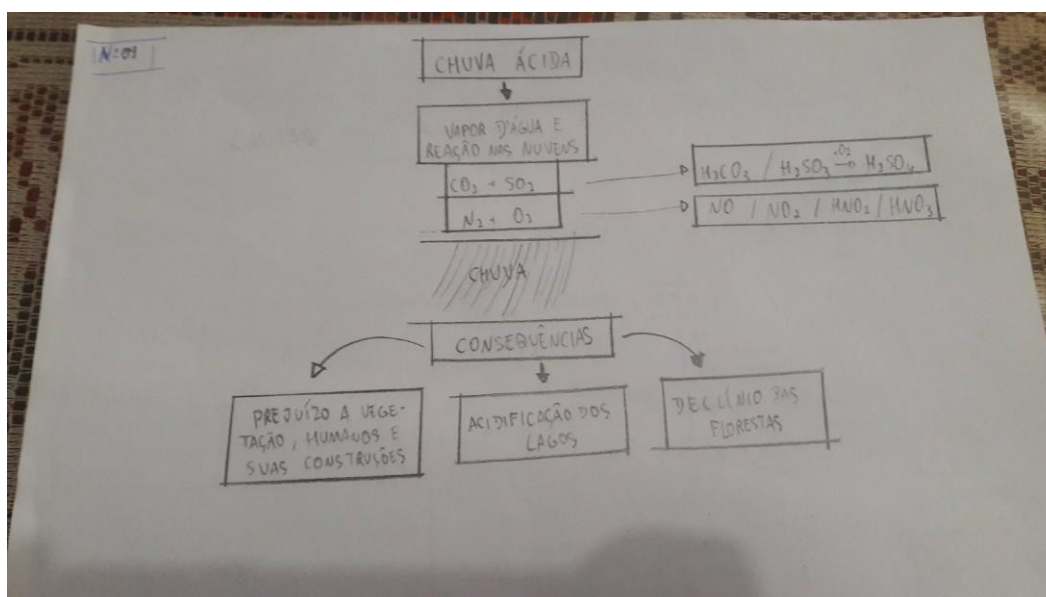 N:01
CHUVA ÁCIDA
VAPOR D'ÁGUA E
REAÇÃO NAS NUVENS
CO₂ + SO₂
H₂CO₃ / H₂SO₃ +O₂→ H₂SO₄
N₂ + O₂
NO / NO₂ / HNO₂ / HNO₃
CHUVA
CONSEQUÊNCIAS
PREJUÍZO A VEGE-
TAÇÃO, HUMANOS E
SUAS CONSTRUÇÕES
ACIDIFICAÇÃO DOS
LAGOS
DECLÍNIO DAS
FLORESTAS